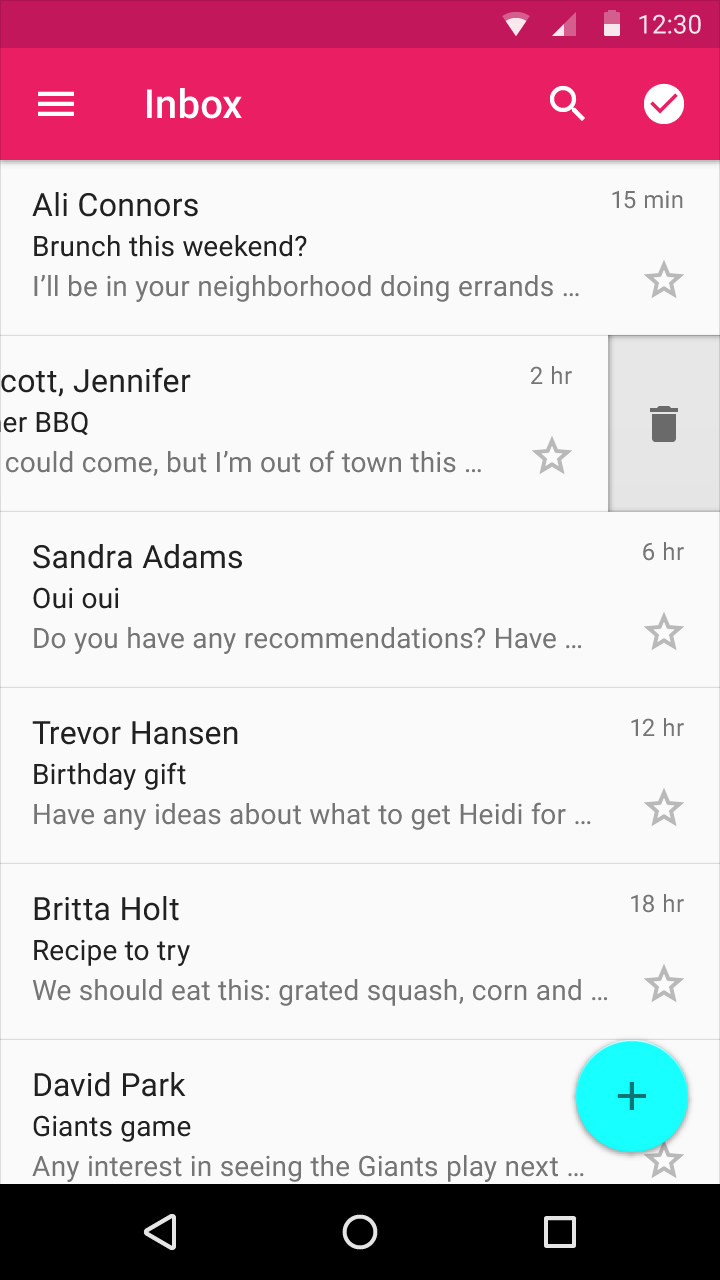 12:30
Inbox
Ali Connors
15 min
Brunch this weekend?
I’ll be in your neighborhood doing errands …
cott, Jennifer
2 hr
er BBQ
could come, but I’m out of town this …
Sandra Adams
6 hr
Oui oui
Do you have any recommendations? Have …
Trevor Hansen
12 hr
Birthday gift
Have any ideas about what to get Heidi for …
Britta Holt
18 hr
Recipe to try
We should eat this: grated squash, corn and …
David Park
Giants game
Any interest in seeing the Giants play next …